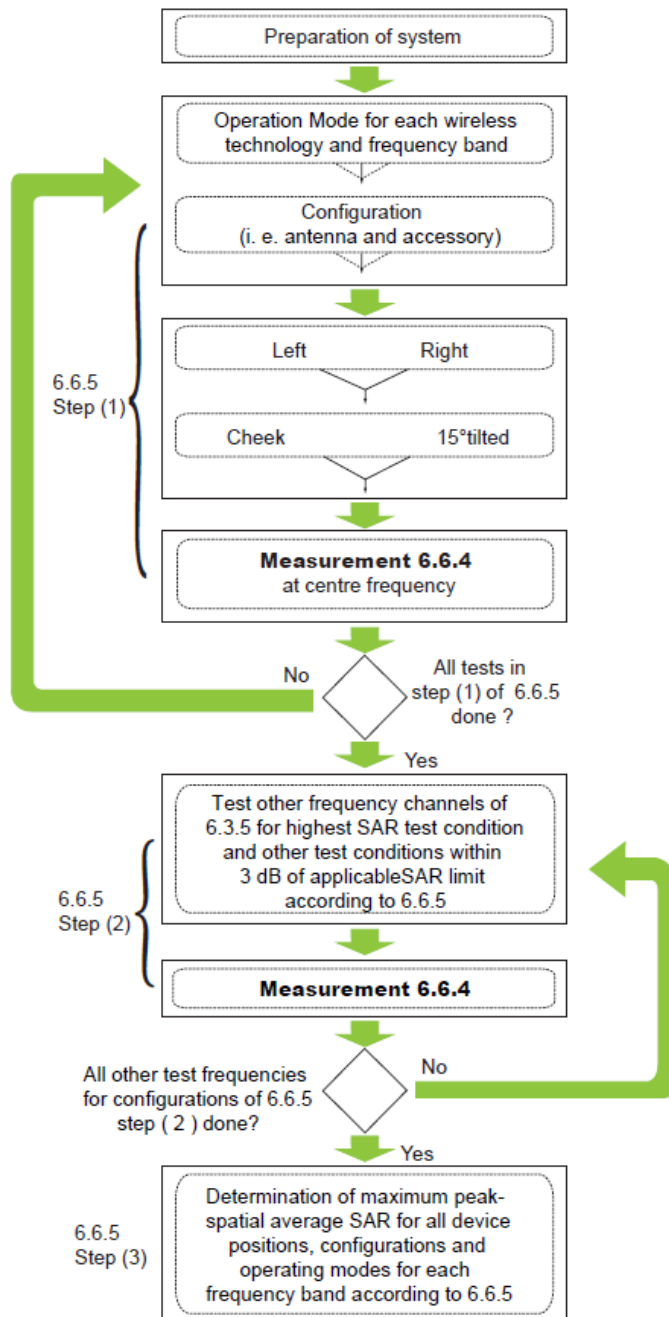 Preparation of system
Operation Mode for each wireless
technology and frequency band
Configuration
(i. e. antenna and accessory)
6.6.5
Step (1)
Left Right
Cheek 15°tilted
Measurement 6.6.4
at centre frequency
No
All tests in
step (1) of 6.6.5
done ?
Yes
Test other frequency channels of
6.3.5 for highest SAR test condition
and other test conditions within
3 dB of applicableSAR limit
according to 6.6.5
6.6.5
Step (2)
Measurement 6.6.4
All other test frequencies
for configurations of 6.6.5
step ( 2 ) done?
No
Yes
6.6.5
Step (3)
Determination of maximum peak-
spatial average SAR for all device
positions, configurations and
operating modes for each
frequency band according to 6.6.5